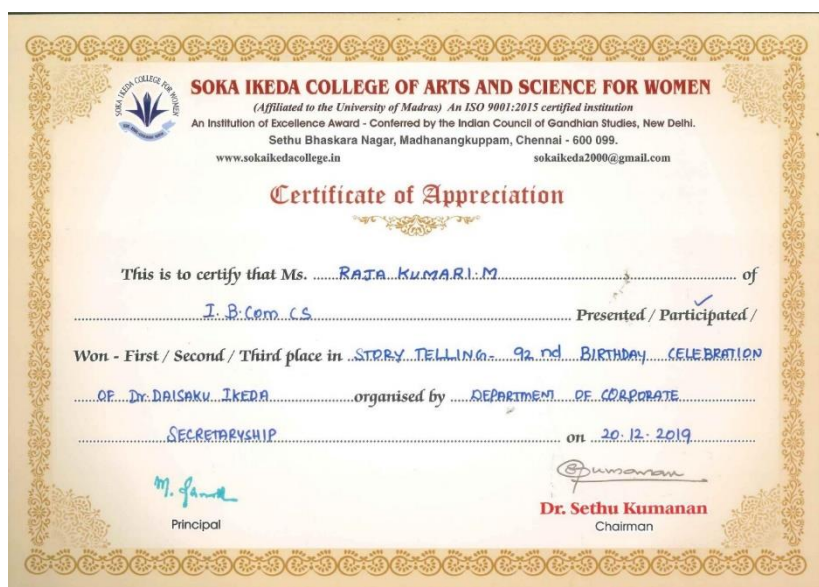 SOKA IKEDA COLLEGE OF ARTS AND SCIENCE FOR WOMEN
(Affiliated to the University of Madras) An ISO 9001:2015 certified institution
An Institution of Excellence Award - Conferred by the Indian Council of Gandhian Studies, New Delhi.
Sethu Bhaskara Nagar, Madhanangkuppam, Chennai - 600 099.
www.sokaikedacollege.in sokaikeda2000@gmail.com
Certificate of Appreciation
This is to certify that Ms. RAJA KUMARI.M of
I. B.Com CS Presented / Participated /
Won - First / Second / Third place in STORY TELLING- 92 nd BIRTHDAY CELEBRATION
OF Dr. DAISAKU IKEDA organised by DEPARTMENT OF CORPORATE
SECRETARYSHIP on 20.12.2019
Principal
Dr. Sethu Kumanan
Chairman